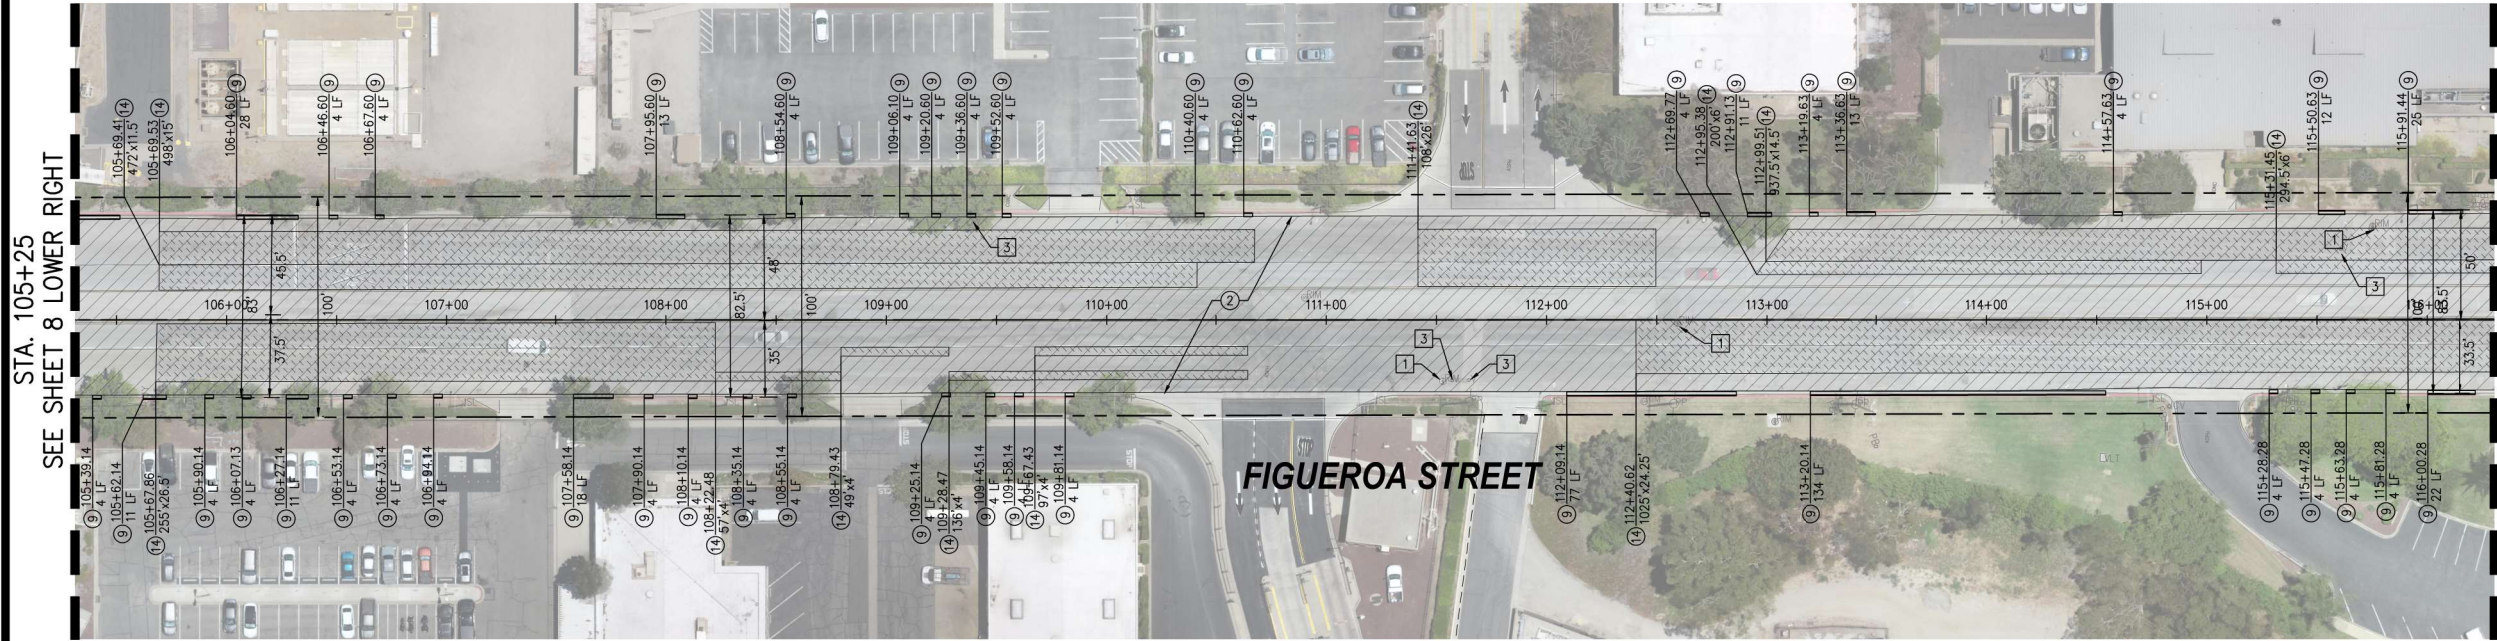 STA. 105+25
SEE SHEET 8 LOWER RIGHT
105+69.41 14
472'x11.5'
105+69.53 14
498'x15'
106+04.60 9
28 LF
106+46.60 9
4 LF
106+67.60 9
4 LF
107+95.60 9
13 LF
108+54.60 9
4 LF
109+06.10 9
4 LF
109+20.60 9
4 LF
109+36.60 9
4 LF
109+52.60 9
4 LF
110+40.60 9
4 LF
110+62.60 9
4 LF
111+41.63 14
108'x26'
112+69.77 9
4 LF
112+95.38 14
200'x6'
112+91.13 9
11 LF
112+99.51 14
937.5'x14.5'
113+19.63 9
4 LF
113+36.63 9
13 LF
114+57.63 9
4 LF
115+31.45 14
294.5'x6'
115+50.63 9
12 LF
115+91.44 9
25 LF
STOP
3
1
3
45.5'
83'
100'
37.5'
48'
82.5'
100'
35'
50'
83.5'
33.5'
106+00
107+00
108+00
109+00
110+00
2
111+00
112+00
113+00
114+00
115+00
116+00
1
3
3
1
9 105+39.14
4 LF
9 105+62.14
11 LF
14 105+67.86
255'x26.5'
9 105+90.14
4 LF
9 106+07.13
4 LF
9 106+27.14
11 LF
9 106+53.14
4 LF
9 106+73.14
4 LF
9 106+94.14
4 LF
9 107+58.14
18 LF
9 107+90.14
4 LF
9 108+10.14
4 LF
14 108+22.48
57'x4'
9 108+35.14
4 LF
9 108+55.14
4 LF
14 108+79.43
49'x4'
9 109+25.14
4 LF
14 109+28.47
136'x4'
9 109+45.14
4 LF
9 109+58.14
4 LF
14 109+67.43
97'x4'
9 109+81.14
4 LF
FIGUEROA STREET
9 112+09.14
77 LF
14 112+40.62
1025'x24.25'
9 113+20.14
134 LF
9 115+28.28
4 LF
9 115+47.28
4 LF
9 115+63.28
4 LF
9 115+81.28
4 LF
9 116+00.28
22 LF